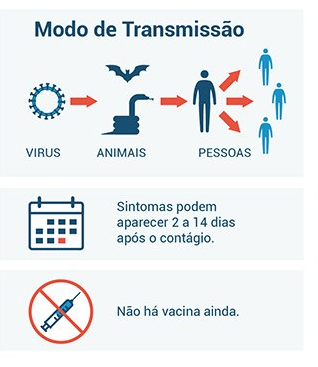 Modo de Transmissão
VIRUS ANIMAIS PESSOAS
Sintomas podem
aparecer 2 a 14 dias
após o contágio.
Não há vacina ainda.